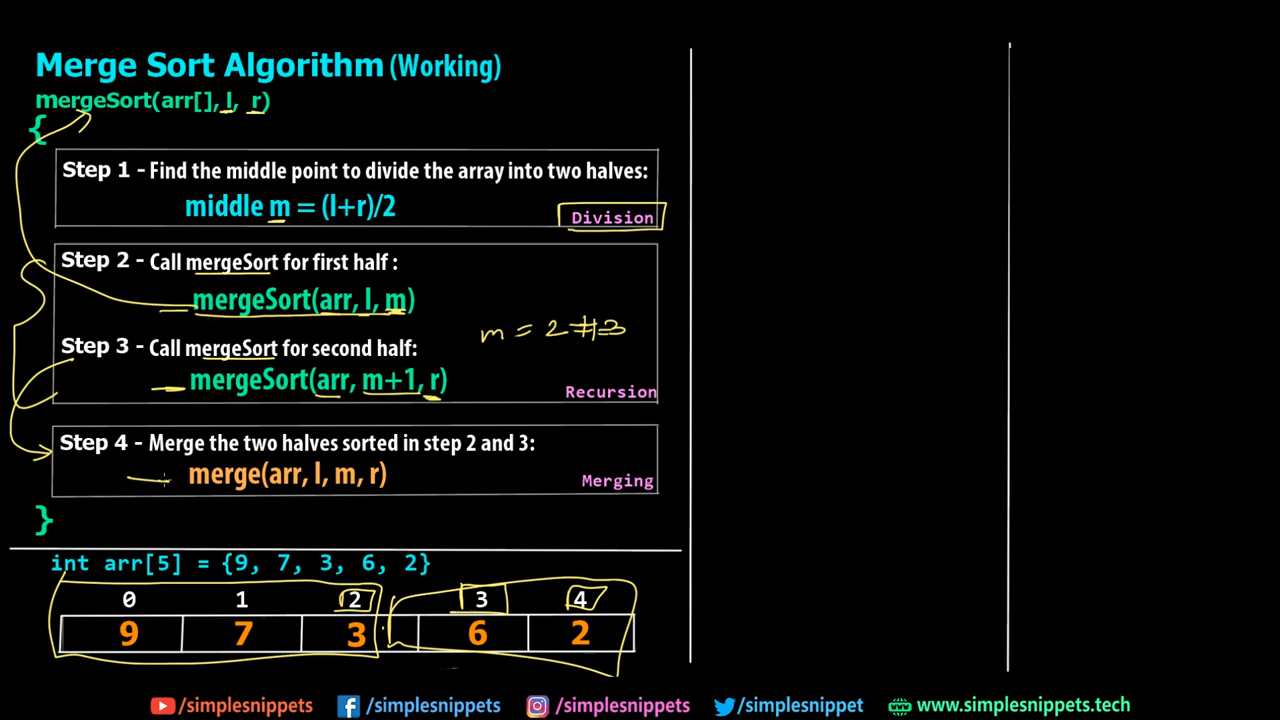 Merge Sort Algorithm (Working)
mergeSort(arr[], l, r)
{
Step 1 - Find the middle point to divide the array into two halves:
middle m = (l+r)/2
Division
Step 2 - Call mergeSort for first half :
mergeSort(arr, l, m)
m = 2
Step 3 - Call mergeSort for second half:
mergeSort(arr, m+1, r)
Recursion
Step 4 - Merge the two halves sorted in step 2 and 3:
merge(arr, l, m, r)
Merging
}
int arr[5] = {9, 7, 3, 6, 2}
0 1 2 3 4
9 7 3 6 2
/simplesnippets /simplesnippets /simplesnippets /simplesnippets www.simplesnippets.tech